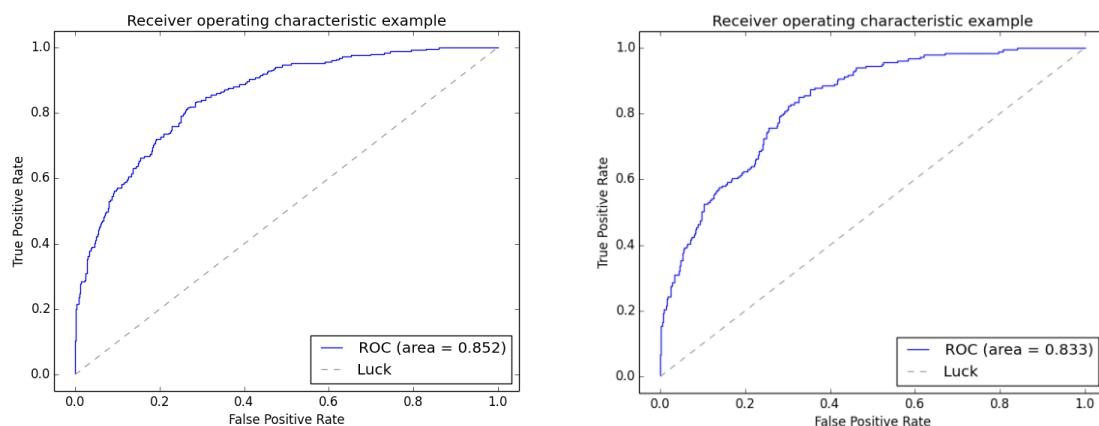 Receiver operating characteristic example
1.0
0.8
0.6
0.4
0.2
0.0
True Positive Rate
ROC (area = 0.852)
Luck
0.0 0.2 0.4 0.6 0.8 1.0
False Positive Rate
Receiver operating characteristic example
1.0
0.8
0.6
0.4
0.2
0.0
True Positive Rate
ROC (area = 0.833)
Luck
0.0 0.2 0.4 0.6 0.8 1.0
False Positive Rate